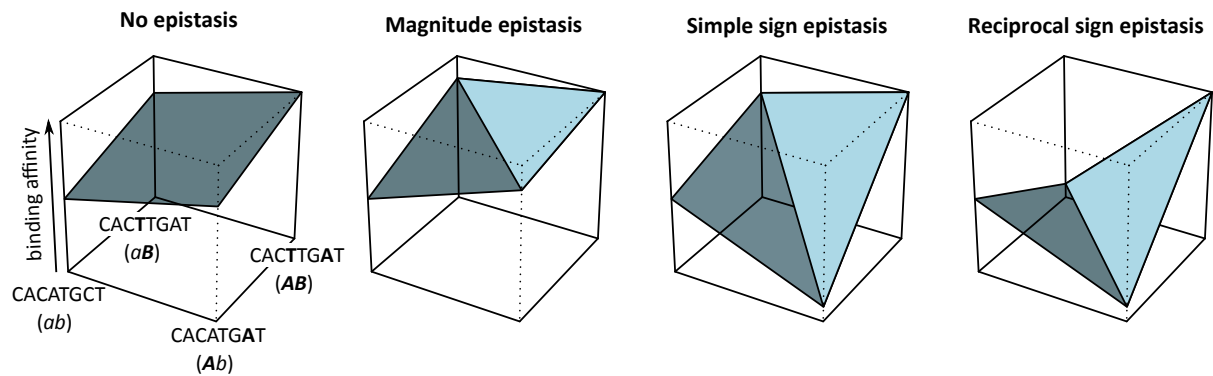 No epistasis
Magnitude epistasis
Simple sign epistasis
Reciprocal sign epistasis
binding affinity
CACTTGAT
(aB)
CACTTGAT
(AB)
CACATGCT
(ab)
CACATGAT
(Ab)